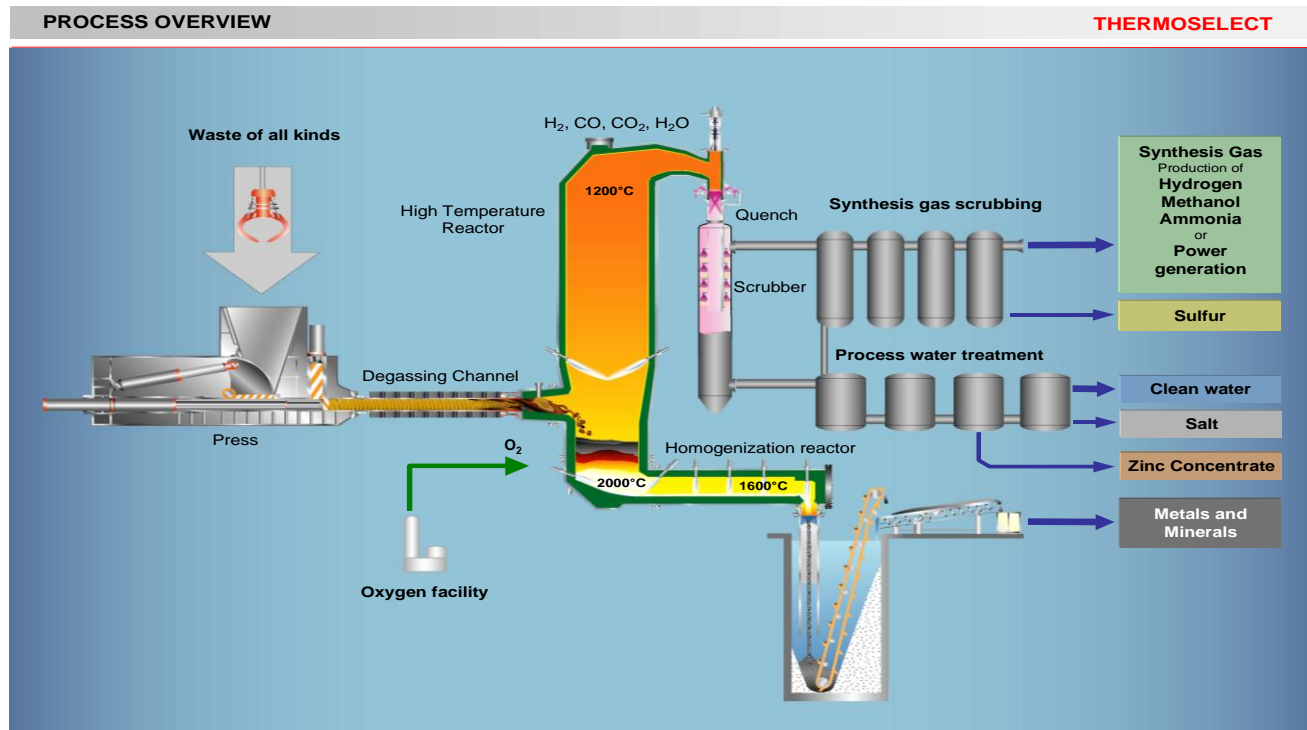 PROCESS OVERVIEW
THERMOSELECT
Waste of all kinds
H₂, CO, CO₂, H₂O
1200°C
High Temperature
Reactor
Quench
Scrubber
Synthesis gas scrubbing
Synthesis Gas
Production of
Hydrogen
Methanol
Ammonia
or
Power
generation
Sulfur
Process water treatment
Degassing Channel
Press
Clean water
Salt
Zinc Concentrate
O₂
Homogenization reactor
2000°C
1600°C
Metals and
Minerals
Oxygen facility